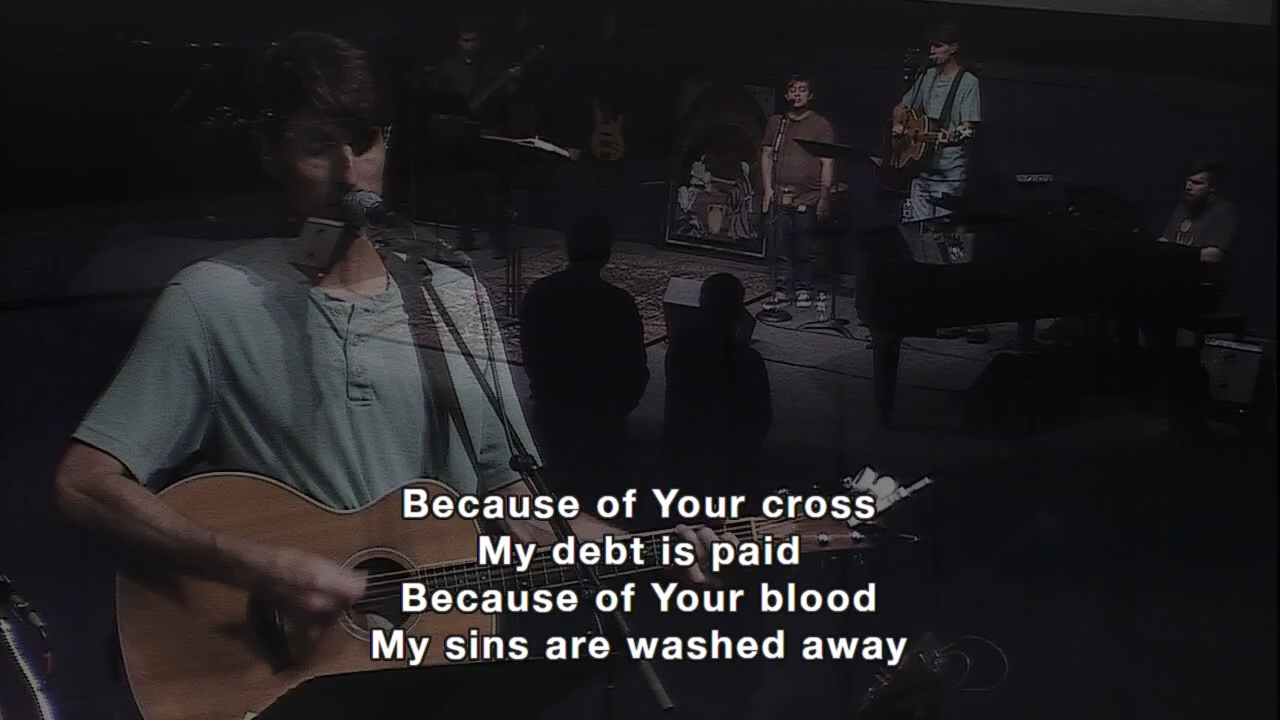 Because of Your cross
My debt is paid
Because of Your blood
My sins are washed away